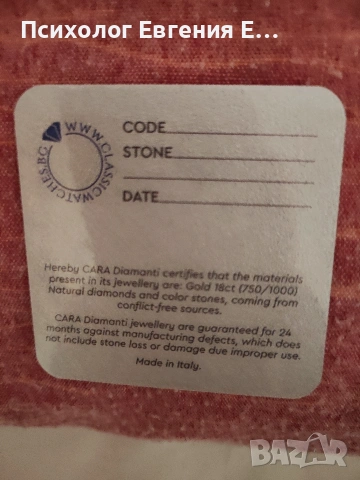 Психолог Евгения Е...
WWW.CLASSICWATCHES.BG
CODE
STONE
DATE
Hereby CARA Diamanti certifies that the materials
present in its jewellery are: Gold 18ct (750/1000)
Natural diamonds and color stones, coming from
conflict-free sources.
CARA Diamanti jewellery are guaranteed for 24
months against manufacturing defects, which does
not include stone loss or damage due improper use.
Made in Italy.
BAZAR
bg